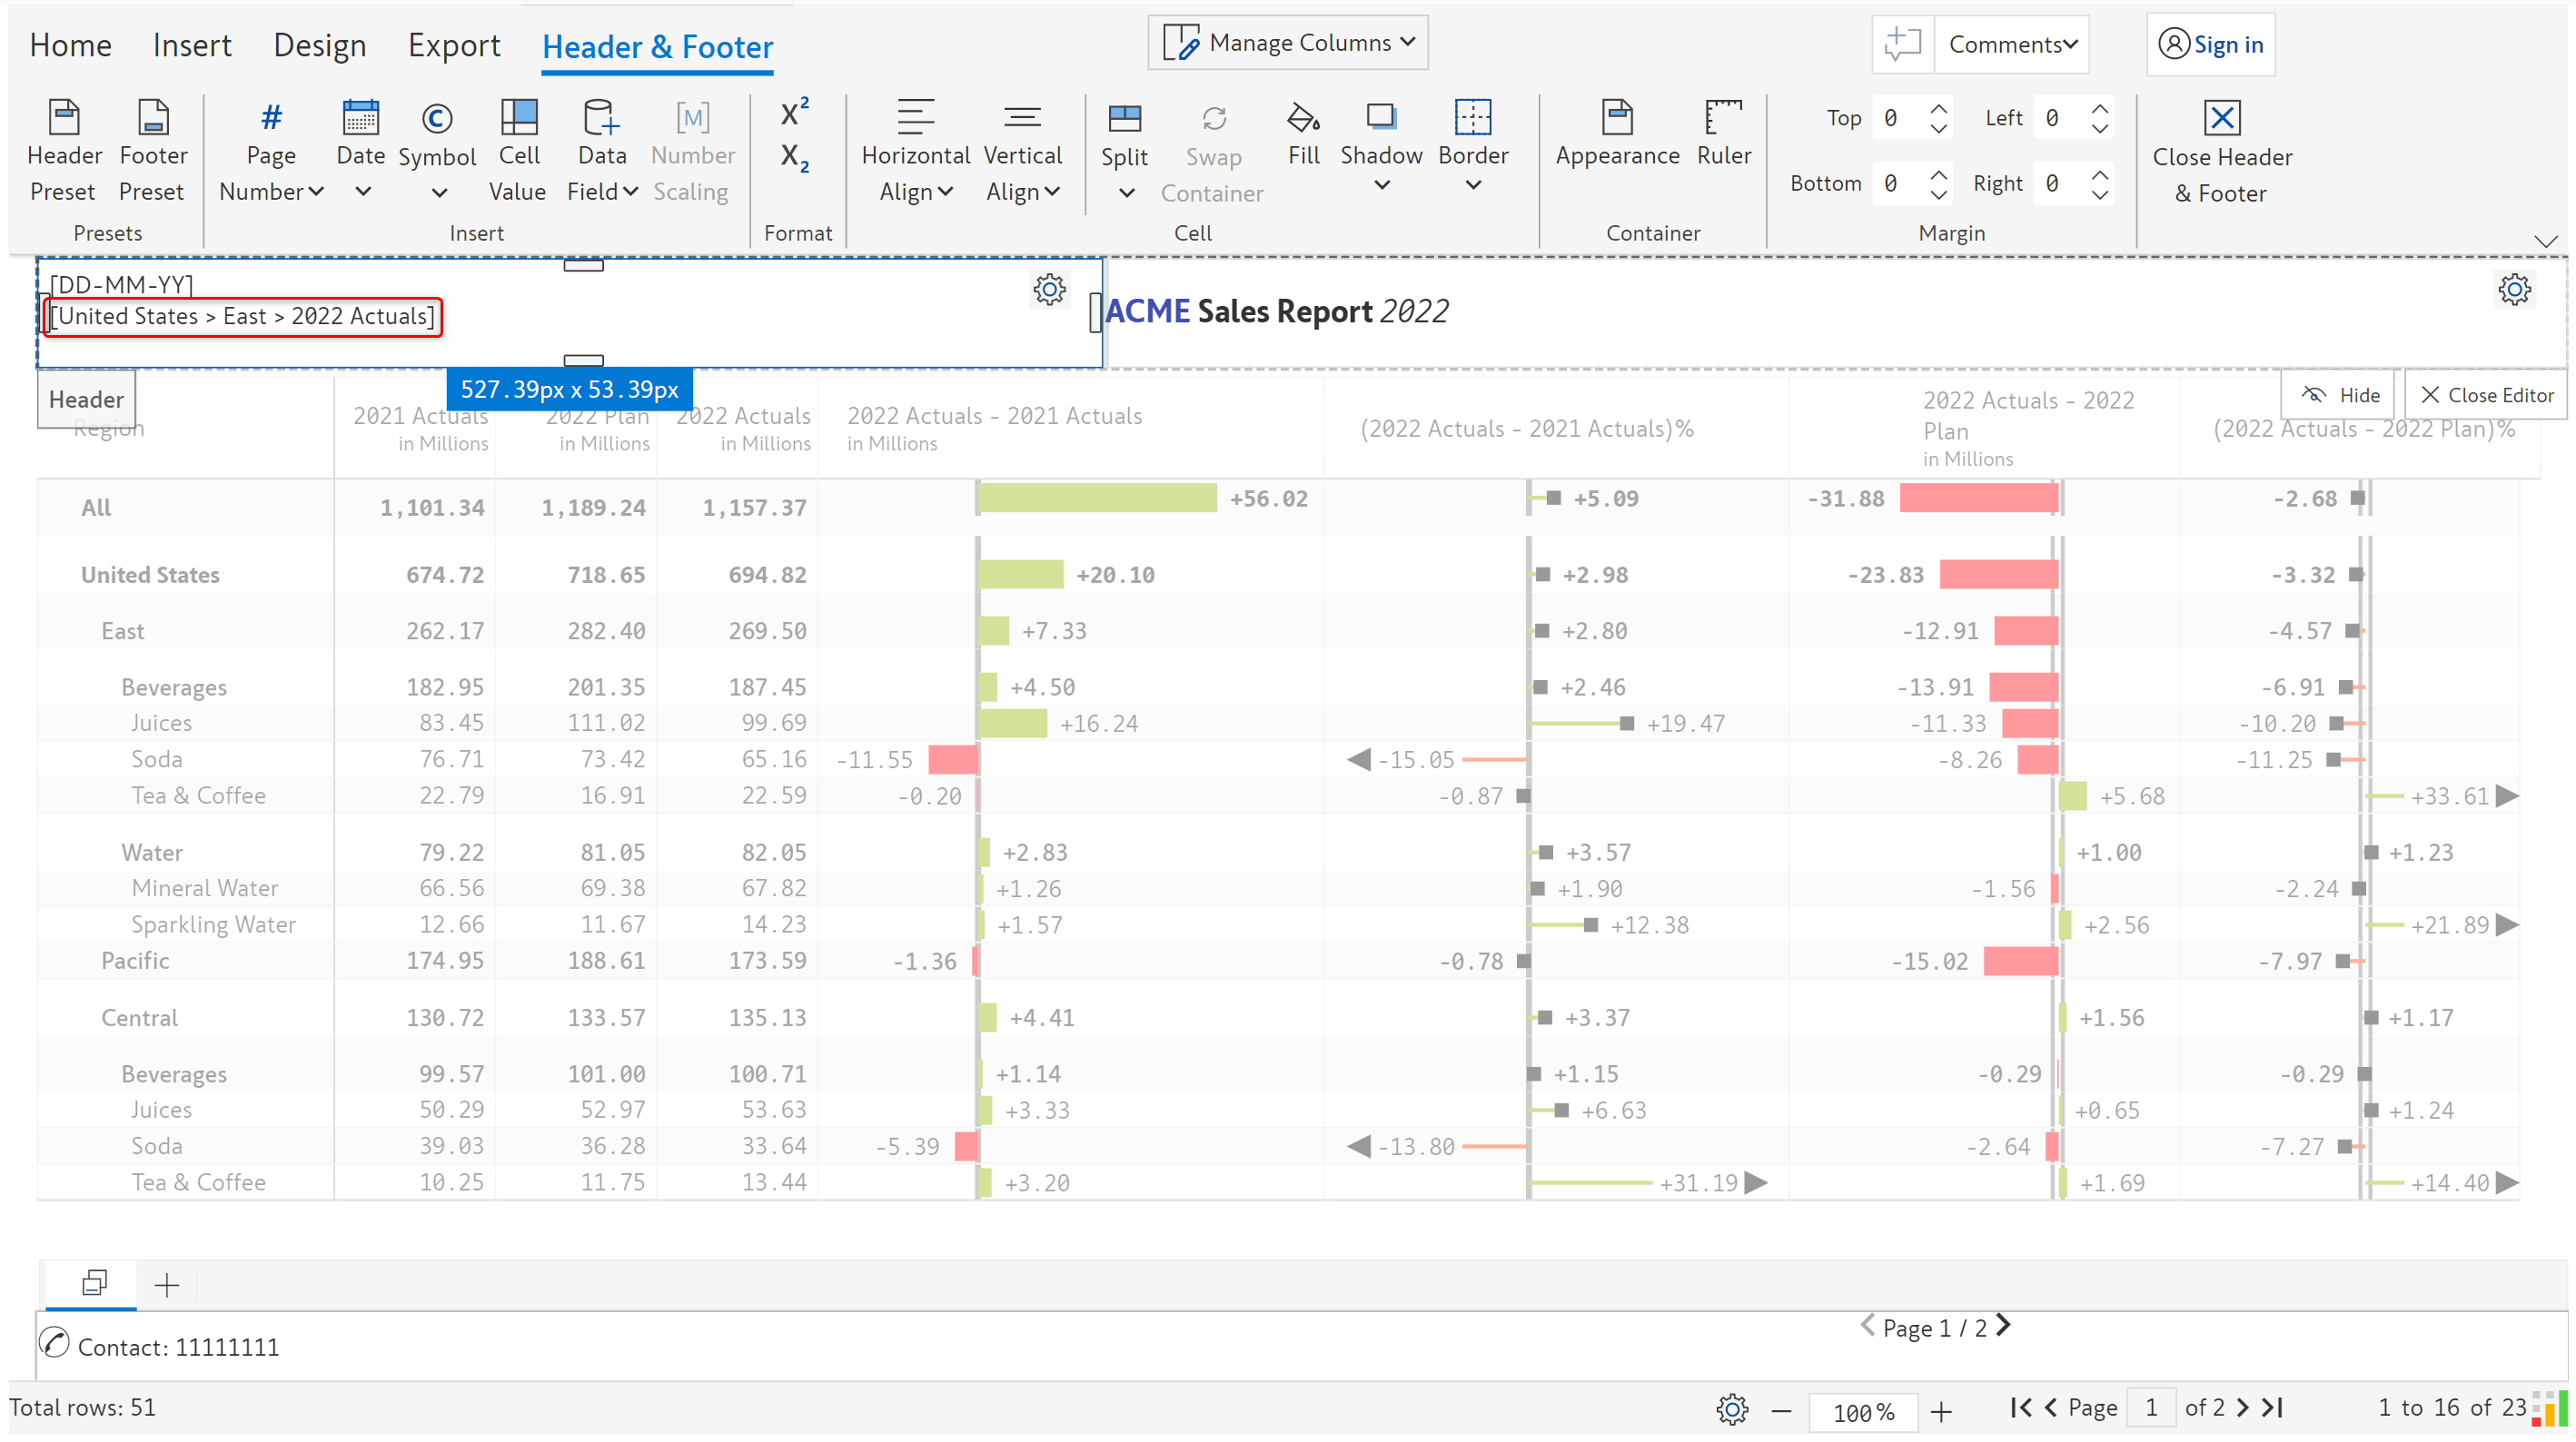 Home Insert Design Export Header & Footer Manage Columns Comments Sign in
Header Preset Footer Preset Page Number Date Symbol Cell Value Data Field [M] Number Scaling X² X₂ Horizontal Align Vertical Align Split Swap Container Fill Shadow Border Appearance Ruler Top 0 Left 0 Bottom 0 Right 0 Close Header & Footer
Presets Insert Format Cell Container Margin
[DD-MM-YY]
[United States > East > 2022 Actuals]
ACME Sales Report 2022
Header 527.39px x 53.39px Hide Close Editor
Region 2021 Actuals in Millions 2022 Plan in Millions 2022 Actuals in Millions 2022 Actuals - 2021 Actuals in Millions (2022 Actuals - 2021 Actuals)% 2022 Actuals - 2022 Plan in Millions (2022 Actuals - 2022 Plan)%
All 1,101.34 1,189.24 1,157.37 +56.02 +5.09 -31.88 -2.68
United States 674.72 718.65 694.82 +20.10 +2.98 -23.83 -3.32
East 262.17 282.40 269.50 +7.33 +2.80 -12.91 -4.57
Beverages 182.95 201.35 187.45 +4.50 +2.46 -13.91 -6.91
Juices 83.45 111.02 99.69 +16.24 +19.47 -11.33 -10.20
Soda 76.71 73.42 65.16 -11.55 -15.05 -8.26 -11.25
Tea & Coffee 22.79 16.91 22.59 -0.20 -0.87 +5.68 +33.61
Water 79.22 81.05 82.05 +2.83 +3.57 +1.00 +1.23
Mineral Water 66.56 69.38 67.82 +1.26 +1.90 -1.56 -2.24
Sparkling Water 12.66 11.67 14.23 +1.57 +12.38 +2.56 +21.89
Pacific 174.95 188.61 173.59 -1.36 -0.78 -15.02 -7.97
Central 130.72 133.57 135.13 +4.41 +3.37 +1.56 +1.17
Beverages 99.57 101.00 100.71 +1.14 +1.15 -0.29 -0.29
Juices 50.29 52.97 53.63 +3.33 +6.63 +0.65 +1.24
Soda 39.03 36.28 33.64 -5.39 -13.80 -2.64 -7.27
Tea & Coffee 10.25 11.75 13.44 +3.20 +31.19 +1.69 +14.40
Contact: 11111111 Page 1 / 2
Total rows: 51 100% Page 1 of 2 1 to 16 of 23